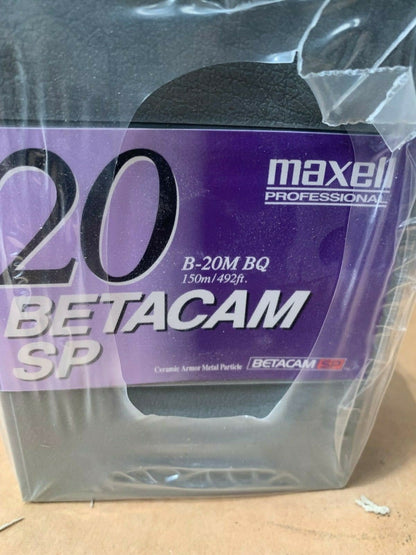 20
maxell
PROFESSIONAL
B-20M BQ
150m/492ft.
BETACAM
SP
Ceramic Armor Metal Particle
BETACAM SP